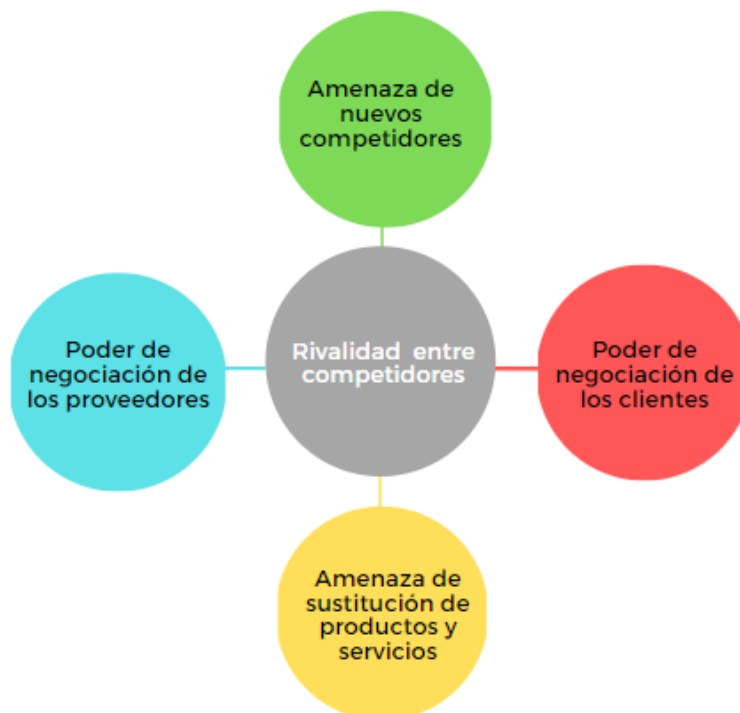 Amenaza de
nuevos
competidores
Poder de
negociación de
los proveedores
Rivalidad entre
competidores
Poder de
negociación de
los clientes
Amenaza de
sustitución de
productos y
servicios